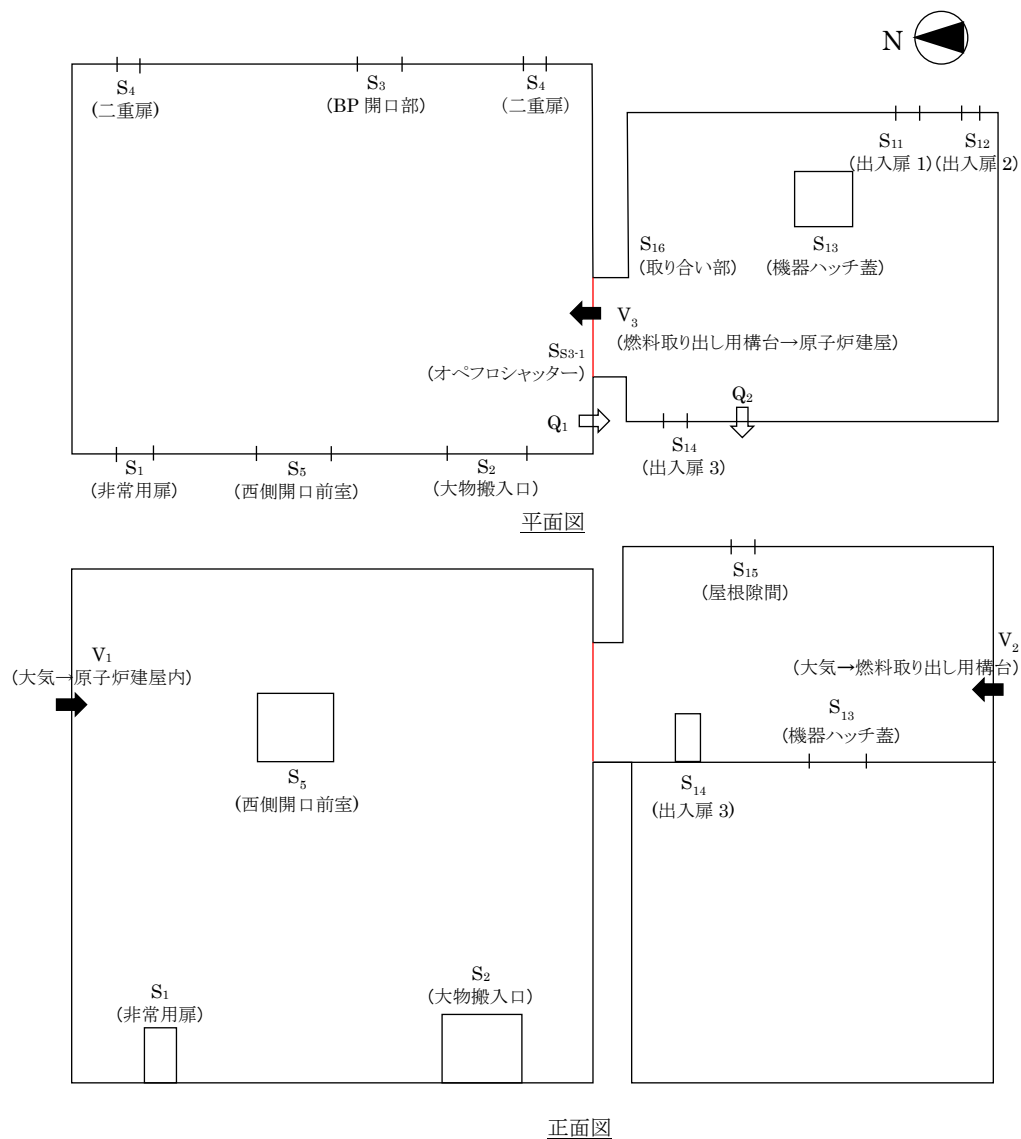 N
S4
(二重扉)
S3
(BP 開口部)
S4
(二重扉)
S11
(出入扉 1)
S12
(出入扉 2)
S16
(取り合い部)
S13
(機器ハッチ蓋)
V3
(燃料取り出し用構台→原子炉建屋)
SS3-1
(オペフロシャッター)
Q1
Q2
S14
(出入扉 3)
S1
(非常用扉)
S5
(西側開口前室)
S2
(大物搬入口)
平面図
S15
(屋根隙間)
V1
(大気→原子炉建屋内)
V2
(大気→燃料取り出し用構台)
S13
(機器ハッチ蓋)
S5
(西側開口前室)
S14
(出入扉 3)
S1
(非常用扉)
S2
(大物搬入口)
正面図